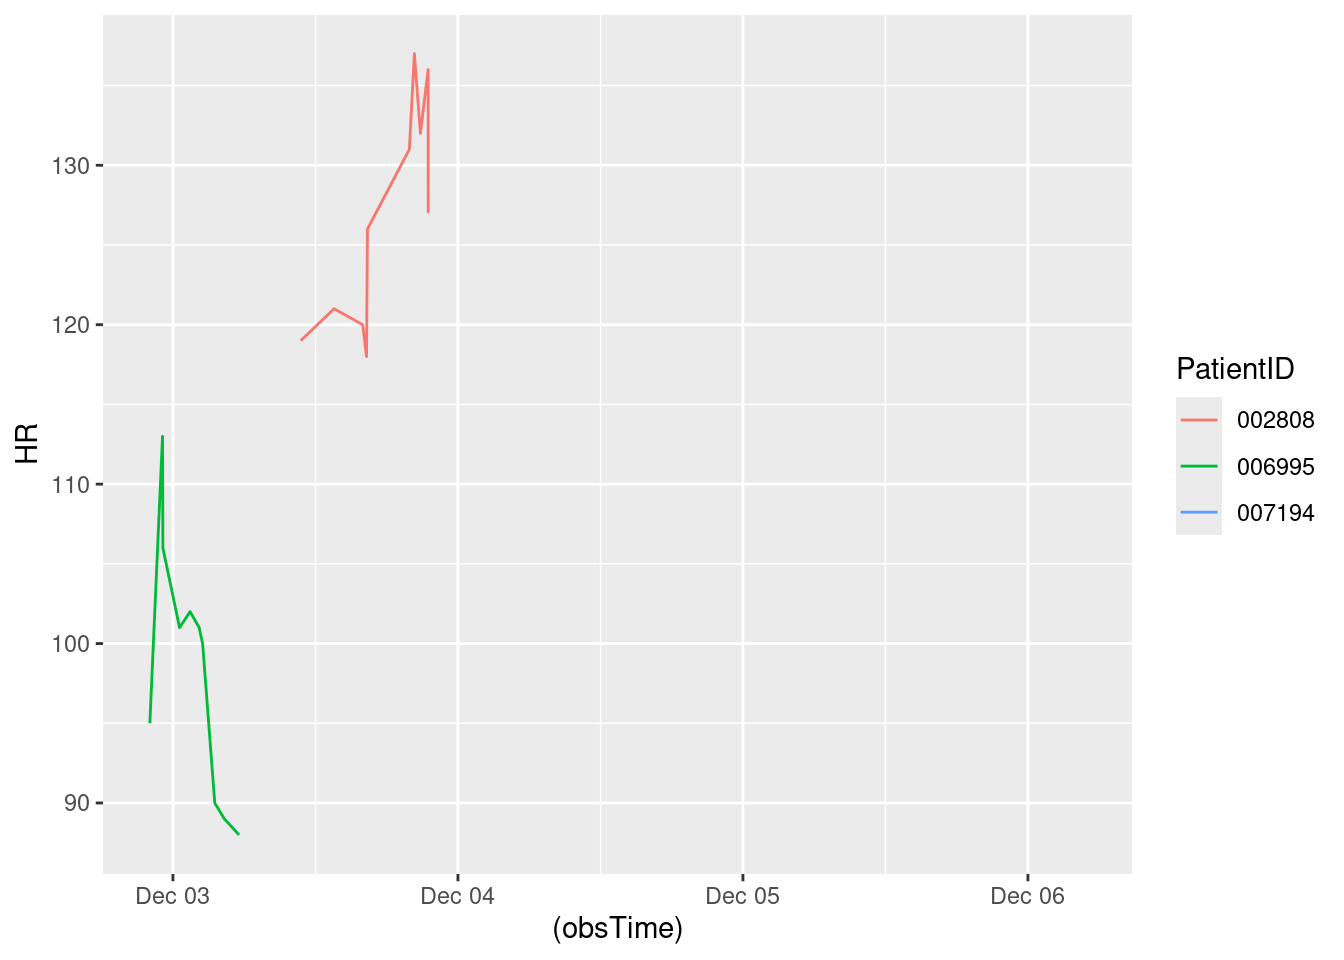 130
120
110
100
90
HR
Dec 03
Dec 04
Dec 05
Dec 06
(obsTime)
PatientID
002808
006995
007194